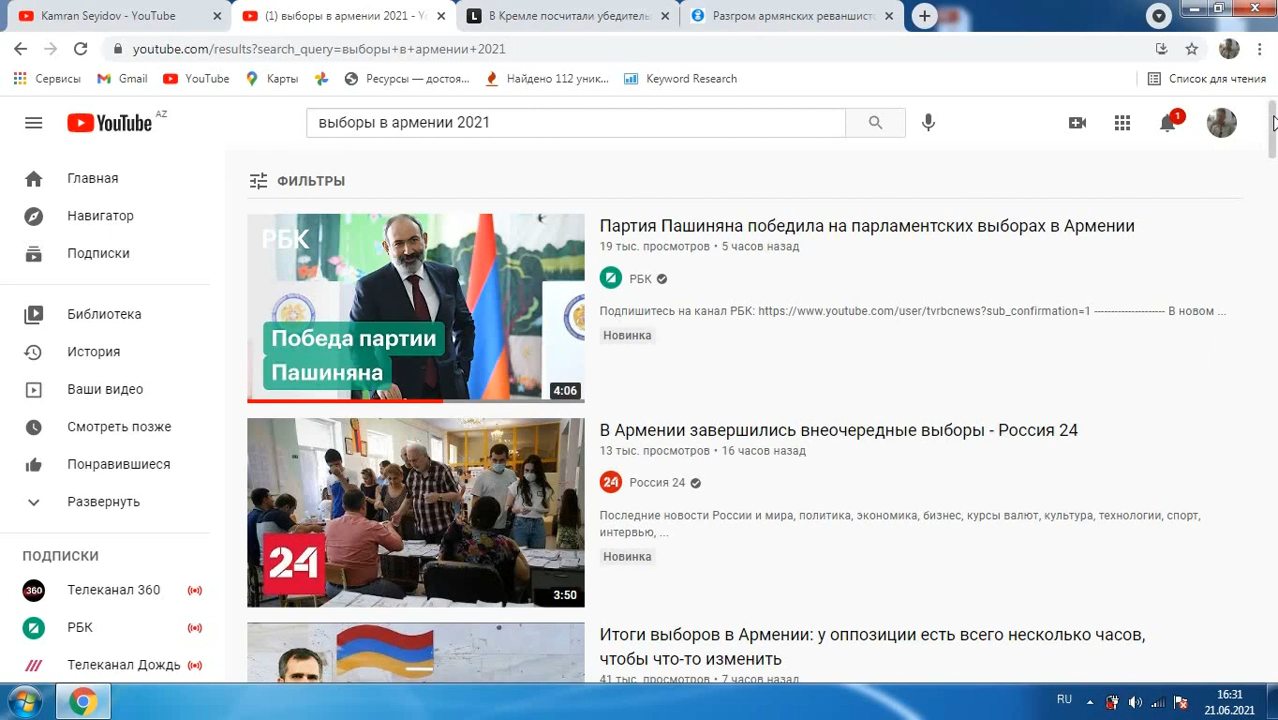 Kamran Seyidov - YouTube
(1) выборы в армении 2021 - Yo
В Кремле посчитали убедитель
Разгром армянских реваншист
youtube.com/results?search_query=выборы+в+армении+2021
Сервисы
Gmail
YouTube
Карты
Ресурсы — достоя...
Найдено 112 уник...
Keyword Research
Список для чтения
YouTube AZ
выборы в армении 2021
1
Главная
Навигатор
Подписки
Библиотека
История
Ваши видео
Смотреть позже
Понравившиеся
Развернуть
ПОДПИСКИ
360 Телеканал 360
РБК
Телеканал Дождь
ФИЛЬТРЫ
РБК
Победа партии
Пашиняна
4:06
Партия Пашиняна победила на парламентских выборах в Армении
19 тыс. просмотров • 5 часов назад
РБК
Подпишитесь на канал РБК: https://www.youtube.com/user/tvrbcnews?sub_confirmation=1 --------------------- В новом ...
Новинка
24
3:50
В Армении завершились внеочередные выборы - Россия 24
13 тыс. просмотров • 16 часов назад
24 Россия 24
Последние новости России и мира, политика, экономика, бизнес, курсы валют, культура, технологии, спорт,
интервью, ...
Новинка
Итоги выборов в Армении: у оппозиции есть всего несколько часов,
чтобы что-то изменить
41 тыс. просмотров • 7 часов назад
RU
16:31
21.06.2021